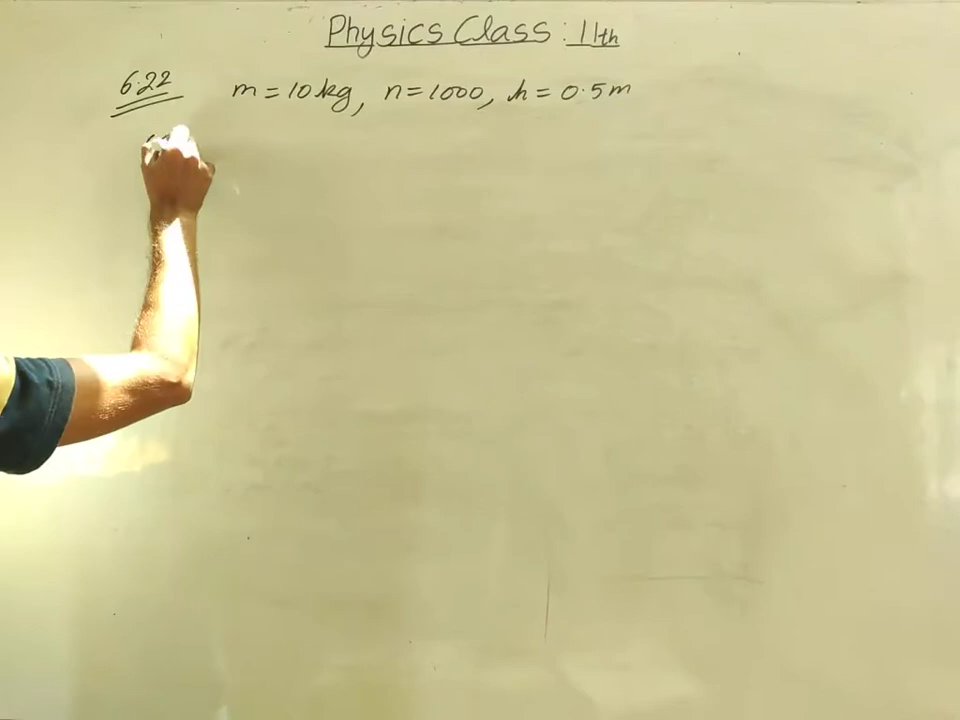 Physics Class : 11th
6.22 m = 10 kg, n = 1000, h = 0.5 m